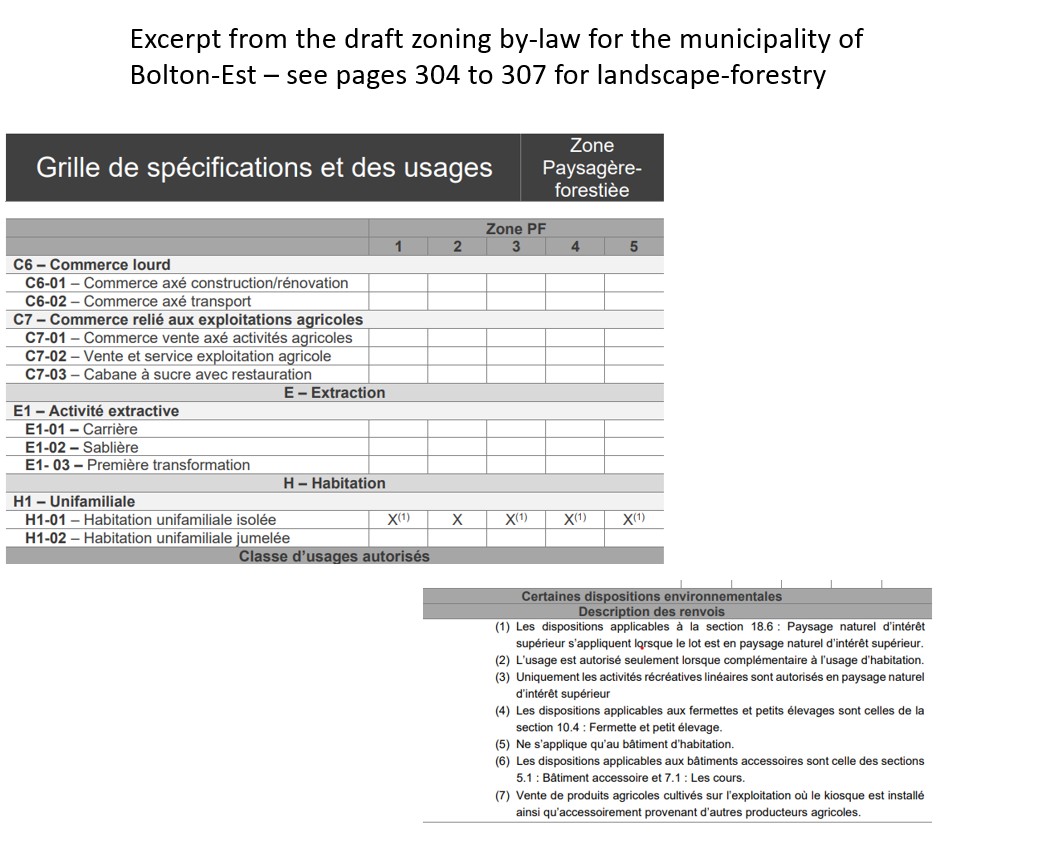 Excerpt from the draft zoning by-law for the municipality of
Bolton-Est – see pages 304 to 307 for landscape-forestry
Grille de spécifications et des usages
Zone
Paysagère-
forestièe
Zone PF
1 2 3 4 5
C6 – Commerce lourd
C6-01 – Commerce axé construction/rénovation
C6-02 – Commerce axé transport
C7 – Commerce relié aux exploitations agricoles
C7-01 – Commerce vente axé activités agricoles
C7-02 – Vente et service exploitation agricole
C7-03 – Cabane à sucre avec restauration
E – Extraction
E1 – Activité extractive
E1-01 – Carrière
E1-02 – Sablière
E1- 03 – Première transformation
H – Habitation
H1 – Unifamiliale
H1-01 – Habitation unifamiliale isolée X(1) X X(1) X(1) X(1)
H1-02 – Habitation unifamiliale jumelée
Classe d'usages autorisés
Certaines dispositions environnementales
Description des renvois
(1) Les dispositions applicables à la section 18.6 : Paysage naturel d'intérêt
supérieur s'appliquent lorsque le lot est en paysage naturel d'intérêt supérieur.
(2) L'usage est autorisé seulement lorsque complémentaire à l'usage d'habitation.
(3) Uniquement les activités récréatives linéaires sont autorisés en paysage naturel
d'intérêt supérieur
(4) Les dispositions applicables aux fermettes et petits élevages sont celles de la
section 10.4 : Fermette et petit élevage.
(5) Ne s'applique qu'au bâtiment d'habitation.
(6) Les dispositions applicables aux bâtiments accessoires sont celle des sections
5.1 : Bâtiment accessoire et 7.1 : Les cours.
(7) Vente de produits agricoles cultivés sur l'exploitation où le kiosque est installé
ainsi qu'accessoirement provenant d'autres producteurs agricoles.